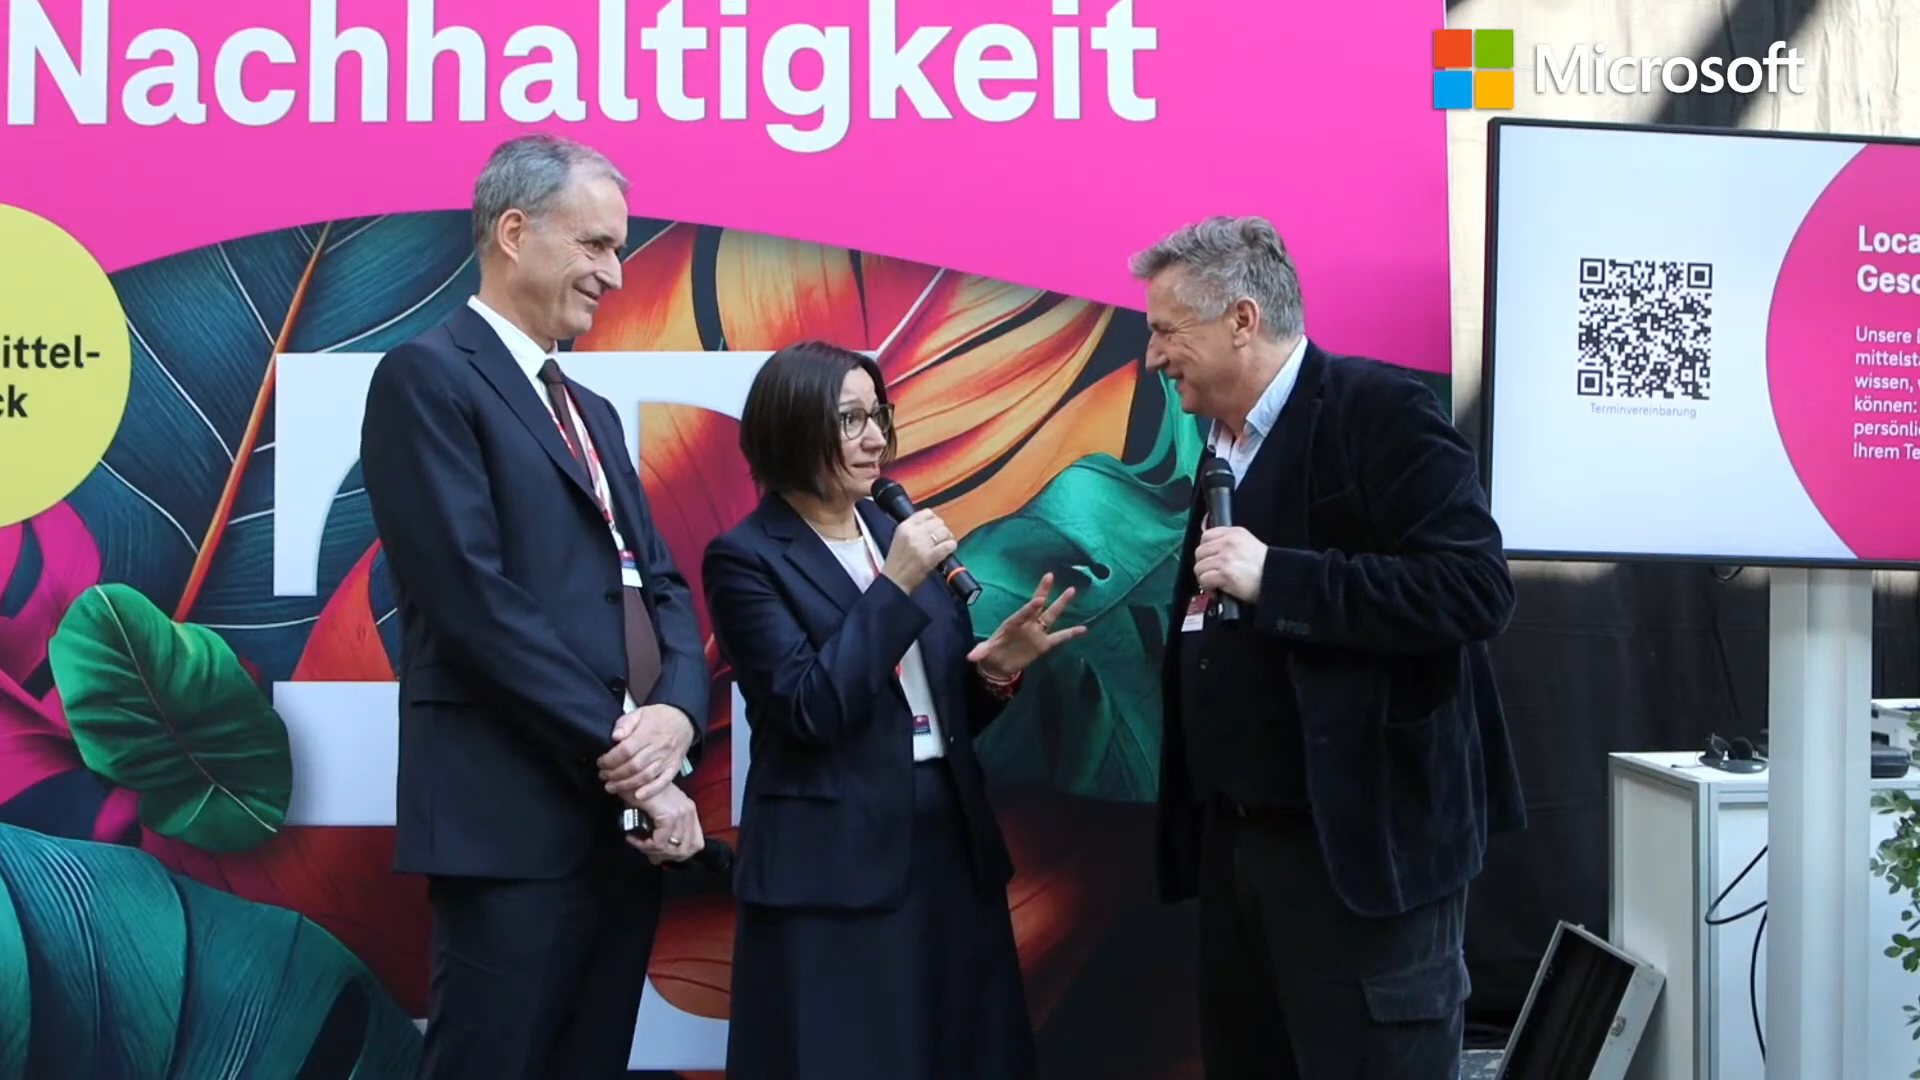 Nachhaltigkeit
Microsoft
ittel-
ck
Terminvereinbarung
Loca
Gesc
Unsere
mittelst
wissen,
können:
persönli
Ihrem Te